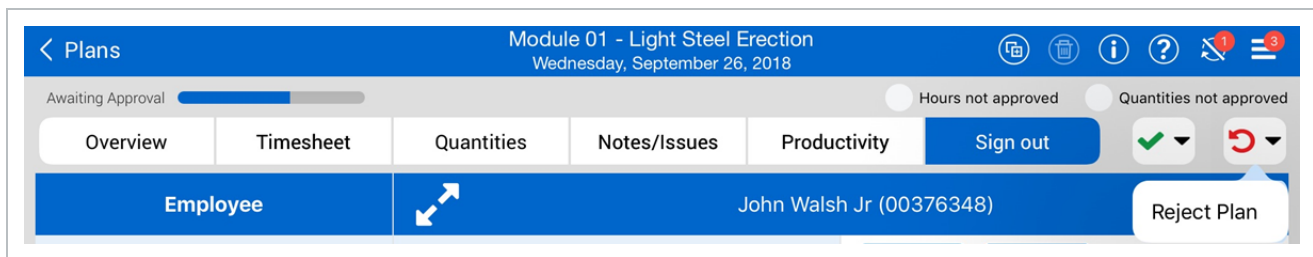 Plans
Module 01 - Light Steel Erection
Wednesday, September 26, 2018
1
3
Awaiting Approval
Hours not approved
Quantities not approved
Overview
Timesheet
Quantities
Notes/Issues
Productivity
Sign out
Employee
John Walsh Jr (00376348)
Reject Plan